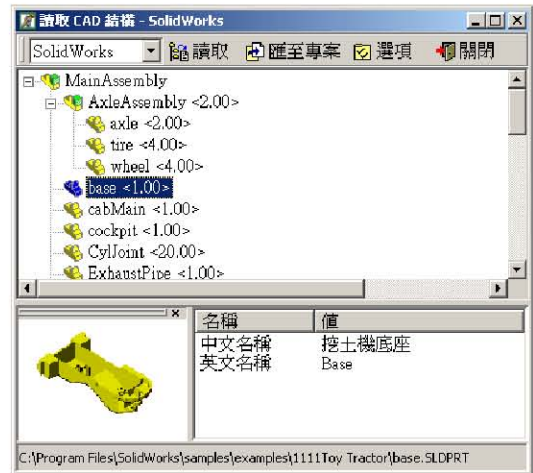 讀取 CAD 結構 - SolidWorks
SolidWorks 讀取 匯至專案 選項 關閉
MainAssembly
AxleAssembly <2.00>
axle <2.00>
tire <4.00>
wheel <4.00>
base <1.00>
cabMain <1.00>
cockpit <1.00>
CylJoint <20.00>
ExhaustPipe <1.00>
名稱 值
中文名稱 挖土機底座
英文名稱 Base
C:\Program Files\SolidWorks\samples\examples\1111Toy Tractor\base.SLDPRT